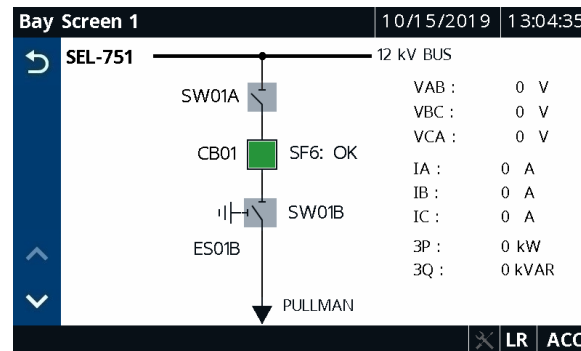 Bay Screen 1 10/15/2019 13:04:35
SEL-751 12 kV BUS
SW01A
CB01 SF6: OK
SW01B
ES01B
PULLMAN
VAB : 0 V
VBC : 0 V
VCA : 0 V
IA : 0 A
IB : 0 A
IC : 0 A
3P : 0 kW
3Q : 0 kVAR
LR ACC